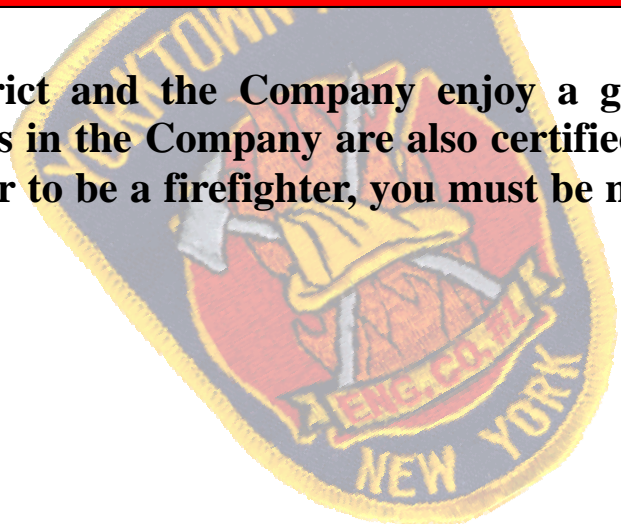 YORKTOWN
rict and the Company enjoy a g
s in the Company are also certified
r to be a firefighter, you must be
ENG. CO. #1
NEW YORK